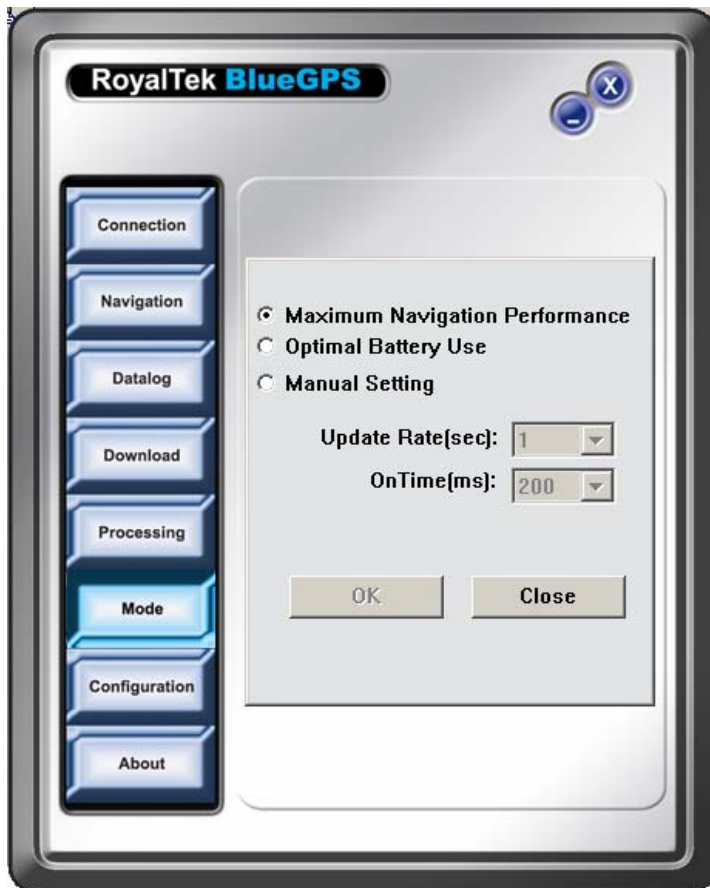 RoyalTek BlueGPS
X
Connection
Navigation
Datalog
Download
Processing
Mode
Configuration
About
Maximum Navigation Performance
Optimal Battery Use
Manual Setting
Update Rate(sec): 1
OnTime(ms): 200
OK Close